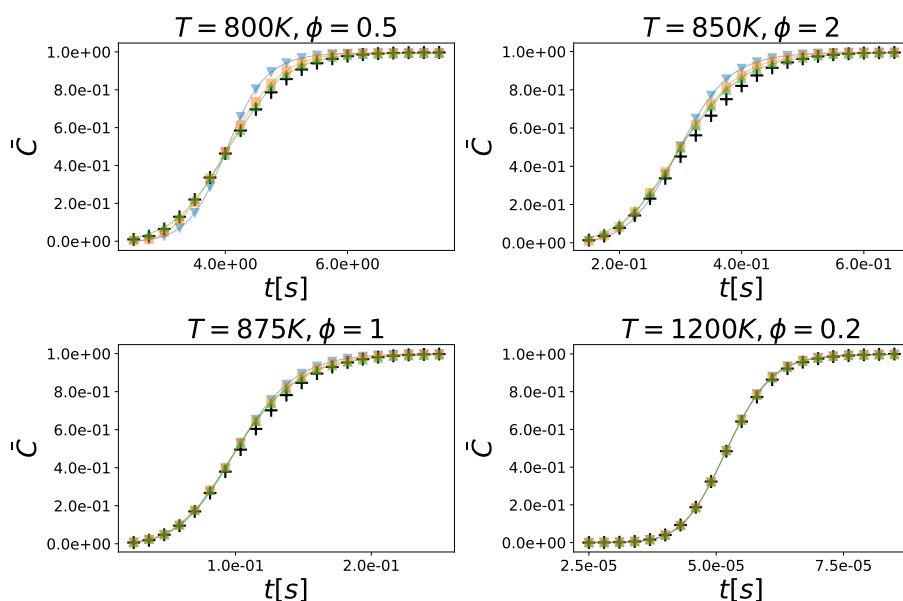 T = 800K, ϕ = 0.5
1.0e+00
8.0e-01
6.0e-01
4.0e-01
2.0e-01
0.0e+00
C̄
4.0e+00 6.0e+00
t[s]
T = 850K, ϕ = 2
1.0e+00
8.0e-01
6.0e-01
4.0e-01
2.0e-01
0.0e+00
C̄
2.0e-01 4.0e-01 6.0e-01
t[s]
T = 875K, ϕ = 1
1.0e+00
8.0e-01
6.0e-01
4.0e-01
2.0e-01
0.0e+00
C̄
1.0e-01 2.0e-01
t[s]
T = 1200K, ϕ = 0.2
1.0e+00
8.0e-01
6.0e-01
4.0e-01
2.0e-01
0.0e+00
C̄
2.5e-05 5.0e-05 7.5e-05
t[s]